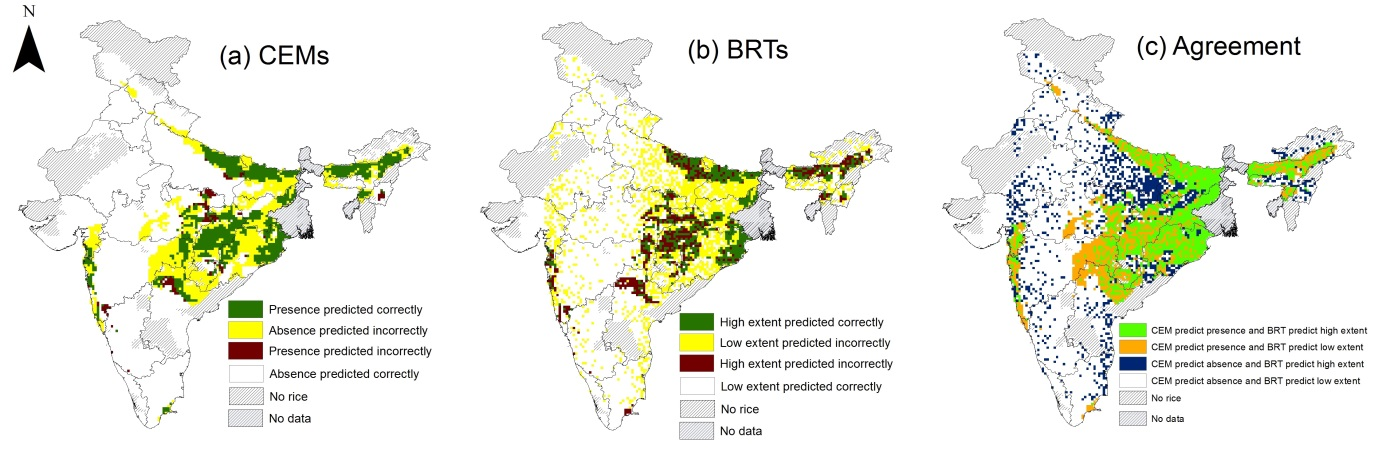 N
(a) CEMs
Presence predicted correctly
Absence predicted incorrectly
Presence predicted incorrectly
Absence predicted correctly
No rice
No data
(b) BRTs
High extent predicted correctly
Low extent predicted incorrectly
High extent predicted incorrectly
Low extent predicted correctly
No rice
No data
(c) Agreement
CEM predict presence and BRT predict high extent
CEM predict presence and BRT predict low extent
CEM predict absence and BRT predict high extent
CEM predict absence and BRT predict low extent
No rice
No data